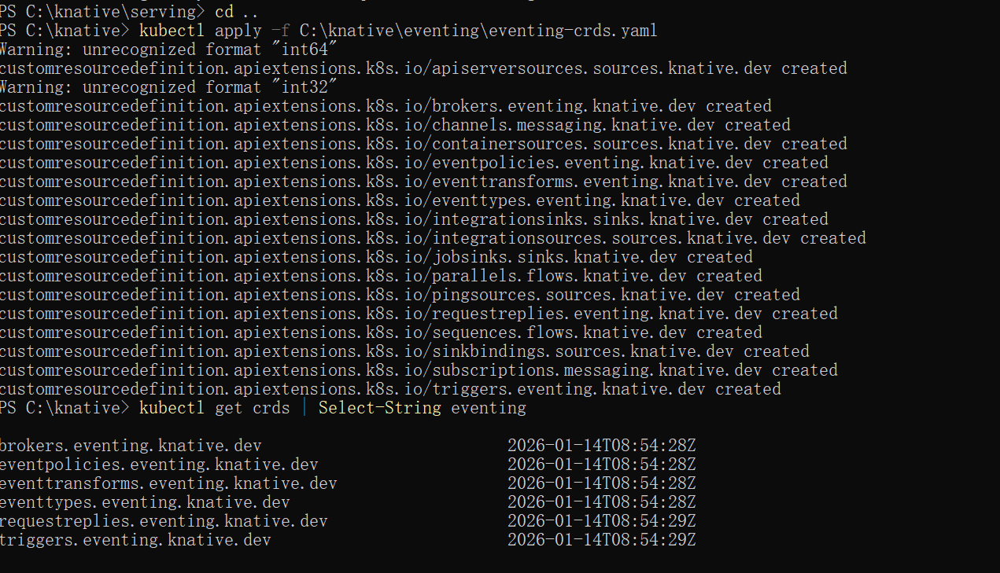 PS C:\knative\serving> cd ..
PS C:\knative> kubectl apply -f C:\knative\eventing\eventing-crds.yaml
Warning: unrecognized format "int64"
customresourcedefinition.apiextensions.k8s.io/apiserversources.sources.knative.dev created
Warning: unrecognized format "int32"
customresourcedefinition.apiextensions.k8s.io/brokers.eventing.knative.dev created
customresourcedefinition.apiextensions.k8s.io/channels.messaging.knative.dev created
customresourcedefinition.apiextensions.k8s.io/containersources.sources.knative.dev created
customresourcedefinition.apiextensions.k8s.io/eventpolicies.eventing.knative.dev created
customresourcedefinition.apiextensions.k8s.io/eventtransforms.eventing.knative.dev created
customresourcedefinition.apiextensions.k8s.io/eventtypes.eventing.knative.dev created
customresourcedefinition.apiextensions.k8s.io/integrationsinks.sinks.knative.dev created
customresourcedefinition.apiextensions.k8s.io/integrationsources.sources.knative.dev created
customresourcedefinition.apiextensions.k8s.io/jobsinks.sinks.knative.dev created
customresourcedefinition.apiextensions.k8s.io/parallels.flows.knative.dev created
customresourcedefinition.apiextensions.k8s.io/pingsources.sources.knative.dev created
customresourcedefinition.apiextensions.k8s.io/requestreplies.eventing.knative.dev created
customresourcedefinition.apiextensions.k8s.io/sequences.flows.knative.dev created
customresourcedefinition.apiextensions.k8s.io/sinkbindings.sources.knative.dev created
customresourcedefinition.apiextensions.k8s.io/subscriptions.messaging.knative.dev created
customresourcedefinition.apiextensions.k8s.io/triggers.eventing.knative.dev created
PS C:\knative> kubectl get crds | Select-String eventing
brokers.eventing.knative.dev 2026-01-14T08:54:28Z
eventpolicies.eventing.knative.dev 2026-01-14T08:54:28Z
eventtransforms.eventing.knative.dev 2026-01-14T08:54:28Z
eventtypes.eventing.knative.dev 2026-01-14T08:54:28Z
requestreplies.eventing.knative.dev 2026-01-14T08:54:29Z
triggers.eventing.knative.dev 2026-01-14T08:54:29Z